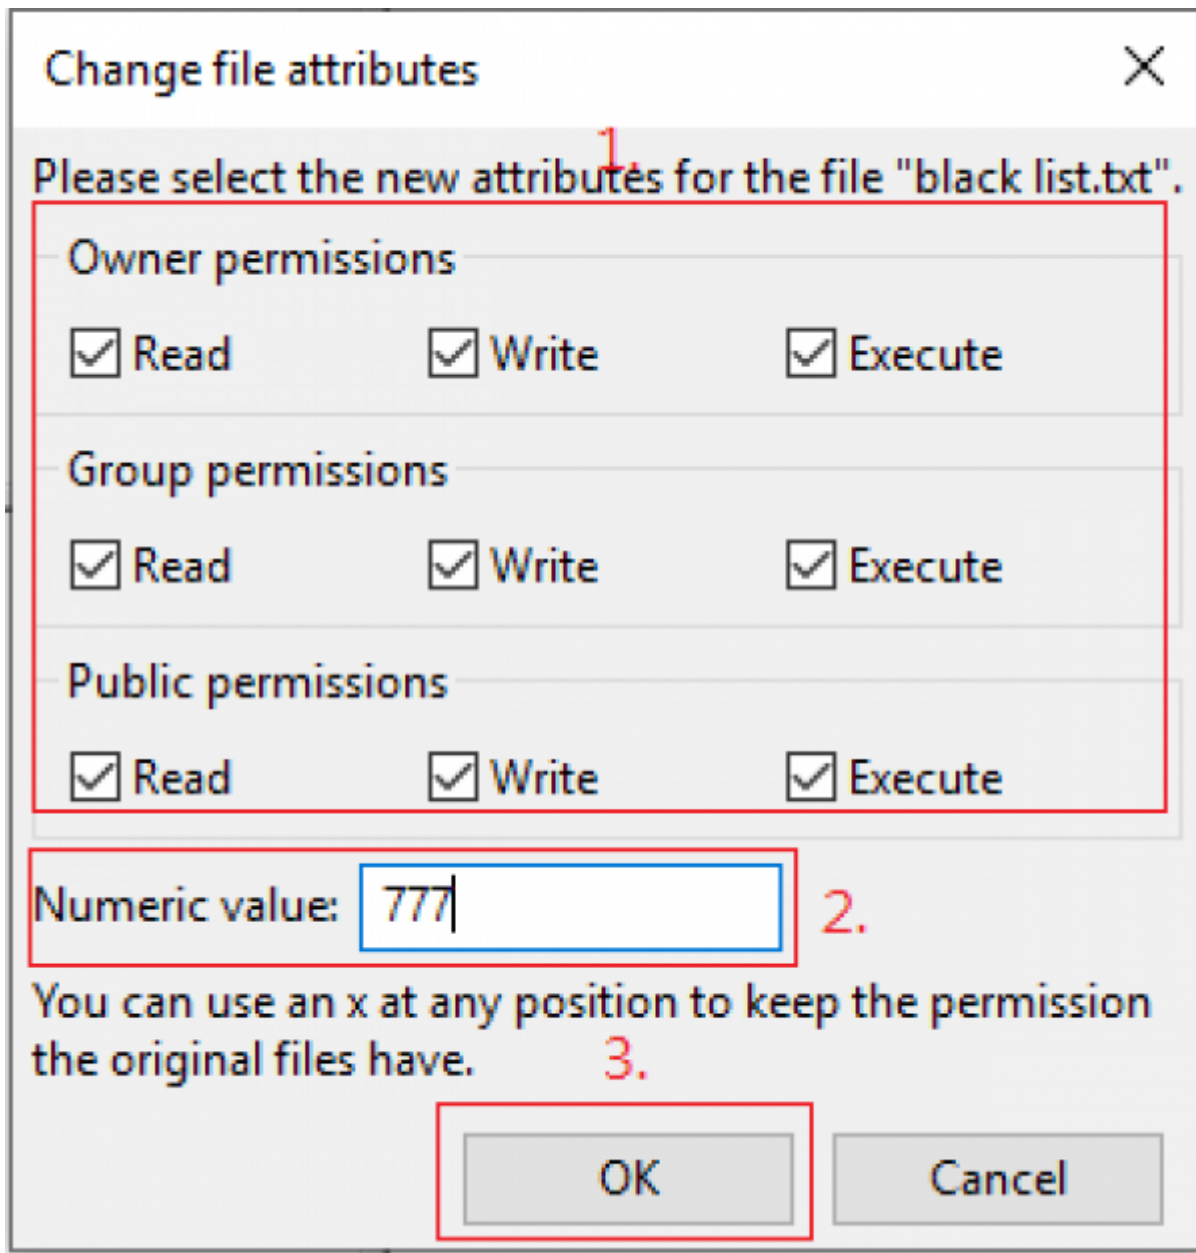 Change file attributes
1.
Please select the new attributes for the file "black list.txt".
Owner permissions
Read Write Execute
Group permissions
Read Write Execute
Public permissions
Read Write Execute
Numeric value: 777 2.
You can use an x at any position to keep the permission
the original files have.
3.
OK Cancel